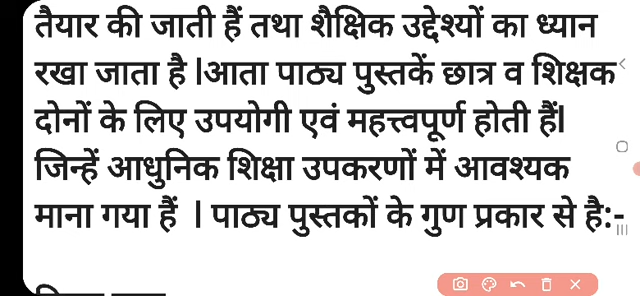 तैयार की जाती हैं तथा शैक्षिक उद्देश्यों का ध्यान
रखा जाता है ।आता पाठ्य पुस्तकें छात्र व शिक्षक
दोनों के लिए उपयोगी एवं महत्त्वपूर्ण होती हैं।
जिन्हें आधुनिक शिक्षा उपकरणों में आवश्यक
माना गया हैं । पाठ्य पुस्तकों के गुण प्रकार से है:-